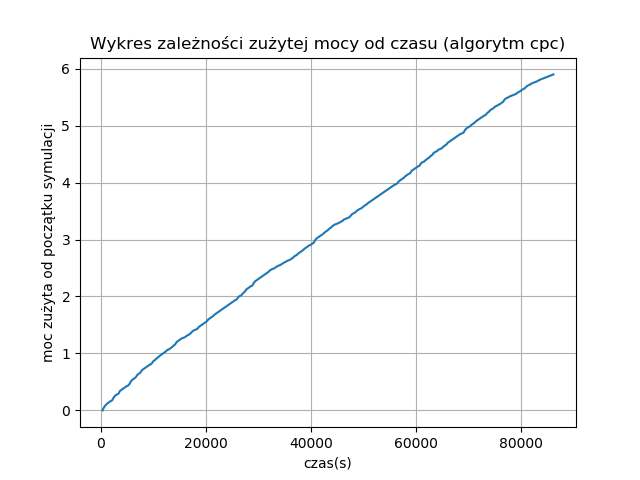 Wykres zależności zużytej mocy od czasu (algorytm cpc)
6
5
4
3
2
1
0
moc zużyta od początku symulacji
0 20000 40000 60000 80000
czas(s)